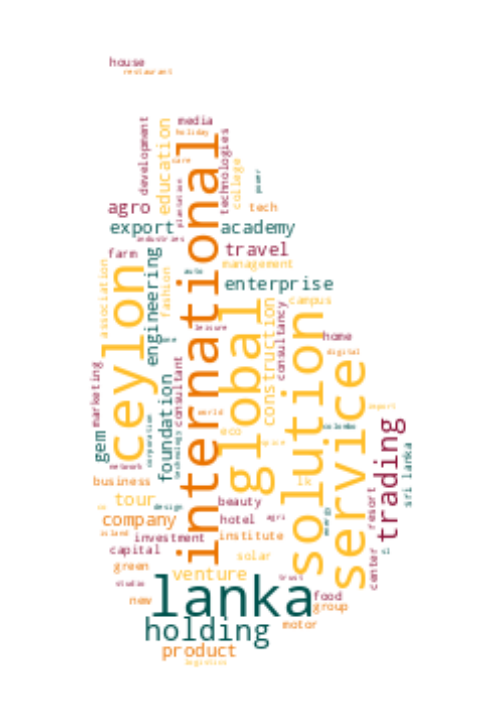 house
restaurant
media
holiday
development
education
international
technologies
care
college
plantation
agro
tech
export
academy
industries
travel
farm
management
association
ceylon
engineering
fashion
auto
enterprise
global
construction
campus
solution
consultancy
leisure
home
digital
service
marketing
consultant
foundation
world
export
gem
corporation
technology
eco
space
colombo
trading
sri lanka
network
business
lk
tour
design
beauty
resort
company
hotel
agri
energy
island
investment
institute
capital
solar
center
sl
green
venture
trust
studio
lanka
food
new
group
holding
motor
product
logistics